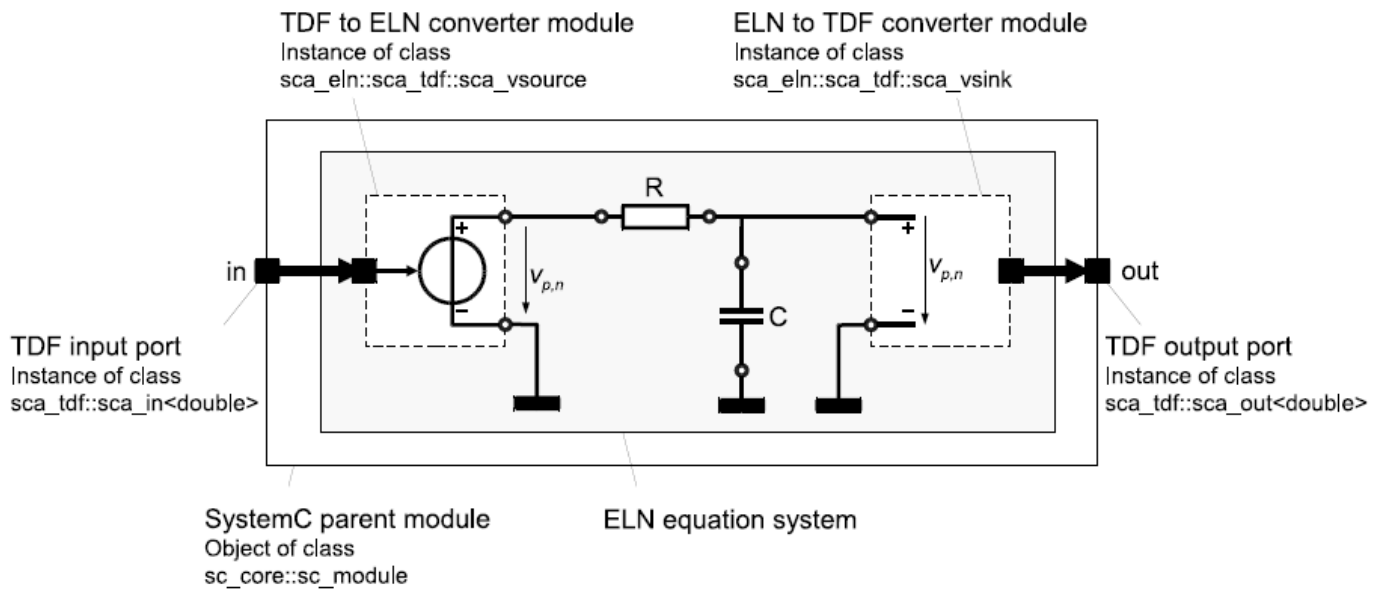 TDF to ELN converter module
Instance of class
sca_eln::sca_tdf::sca_vsource
ELN to TDF converter module
Instance of class
sca_eln::sca_tdf::sca_vsink
R
+
+
in
vp,n
vp,n
out
−
−
C
TDF input port
Instance of class
sca_tdf::sca_in<double>
TDF output port
Instance of class
sca_tdf::sca_out<double>
SystemC parent module
Object of class
sc_core::sc_module
ELN equation system